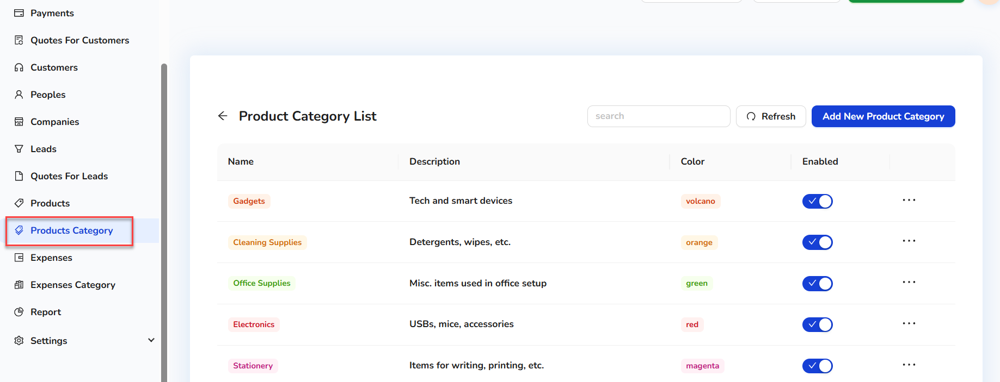 Payments
Quotes For Customers
Customers
Peoples
Companies
Leads
Quotes For Leads
Products
Products Category
Expenses
Expenses Category
Report
Settings
Product Category List
search
Refresh
Add New Product Category
Name Description Color Enabled
Gadgets Tech and smart devices volcano
Cleaning Supplies Detergents, wipes, etc. orange
Office Supplies Misc. items used in office setup green
Electronics USBs, mice, accessories red
Stationery Items for writing, printing, etc. magenta